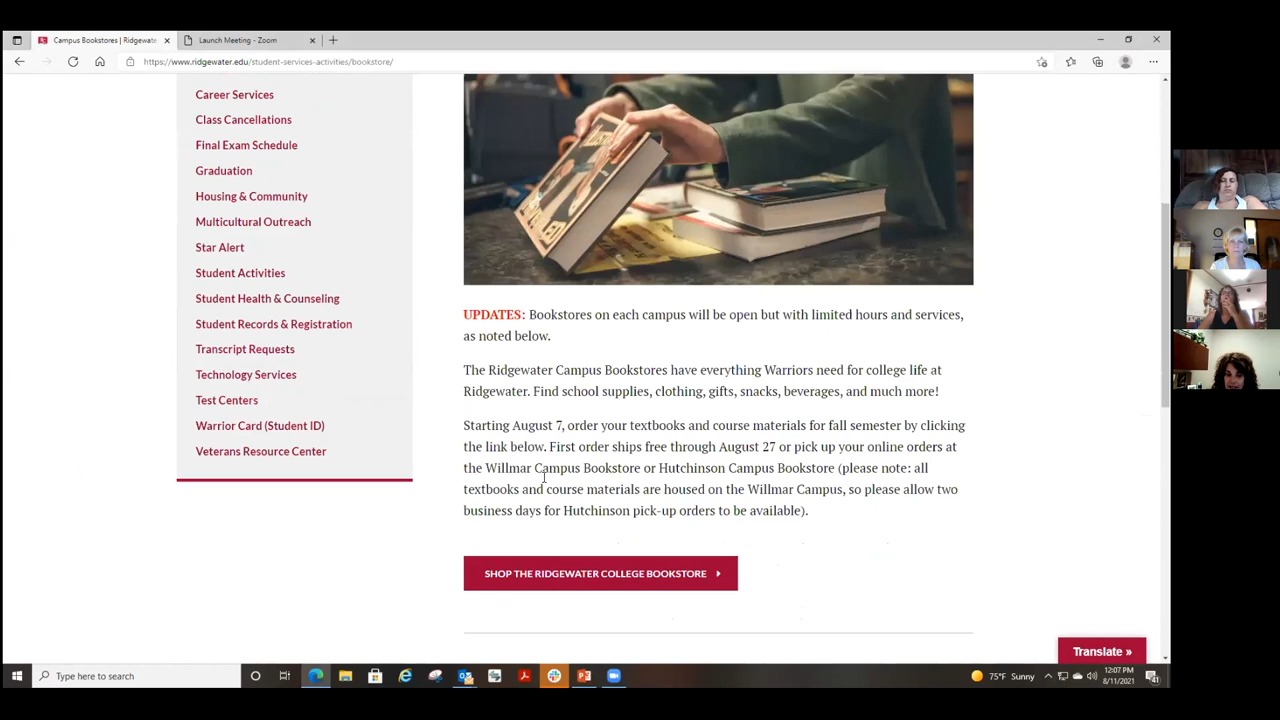 Campus Bookstores | Ridgewate
Launch Meeting - Zoom
https://www.ridgewater.edu/student-services-activities/bookstore/
Career Services
Class Cancellations
Final Exam Schedule
Graduation
Housing & Community
Multicultural Outreach
Star Alert
Student Activities
Student Health & Counseling
Student Records & Registration
Transcript Requests
Technology Services
Test Centers
Warrior Card (Student ID)
Veterans Resource Center
UPDATES: Bookstores on each campus will be open but with limited hours and services,
as noted below.
The Ridgewater Campus Bookstores have everything Warriors need for college life at
Ridgewater. Find school supplies, clothing, gifts, snacks, beverages, and much more!
Starting August 7, order your textbooks and course materials for fall semester by clicking
the link below. First order ships free through August 27 or pick up your online orders at
the Willmar Campus Bookstore or Hutchinson Campus Bookstore (please note: all
textbooks and course materials are housed on the Willmar Campus, so please allow two
business days for Hutchinson pick-up orders to be available).
SHOP THE RIDGEWATER COLLEGE BOOKSTORE
Translate »
Type here to search
75°F Sunny
12:07 PM
8/11/2021
41